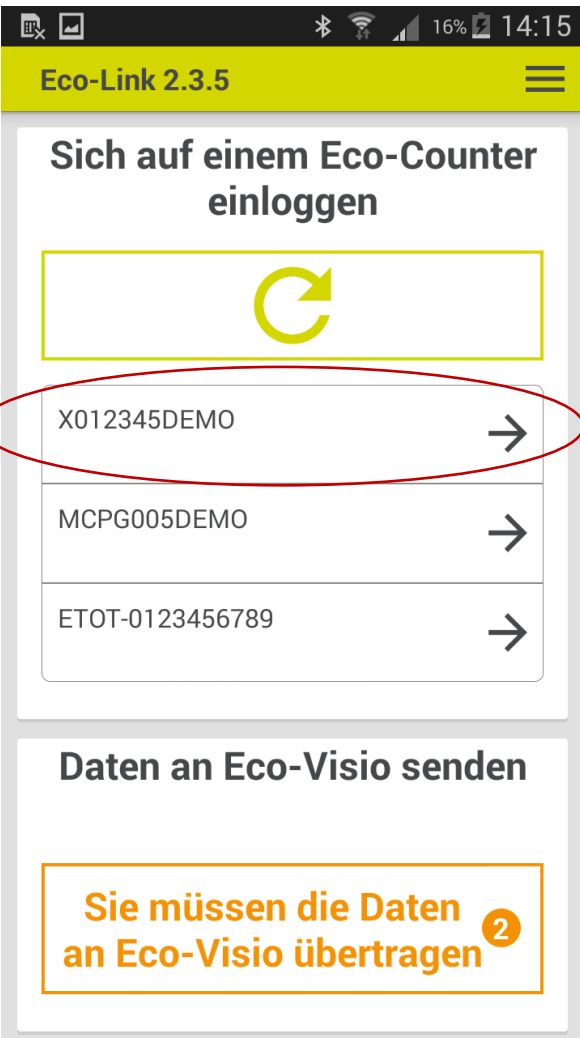 16% 14:15
Eco-Link 2.3.5
Sich auf einem Eco-Counter
einloggen
X012345DEMO
MCPG005DEMO
ETOT-0123456789
Daten an Eco-Visio senden
Sie müssen die Daten
an Eco-Visio übertragen
2